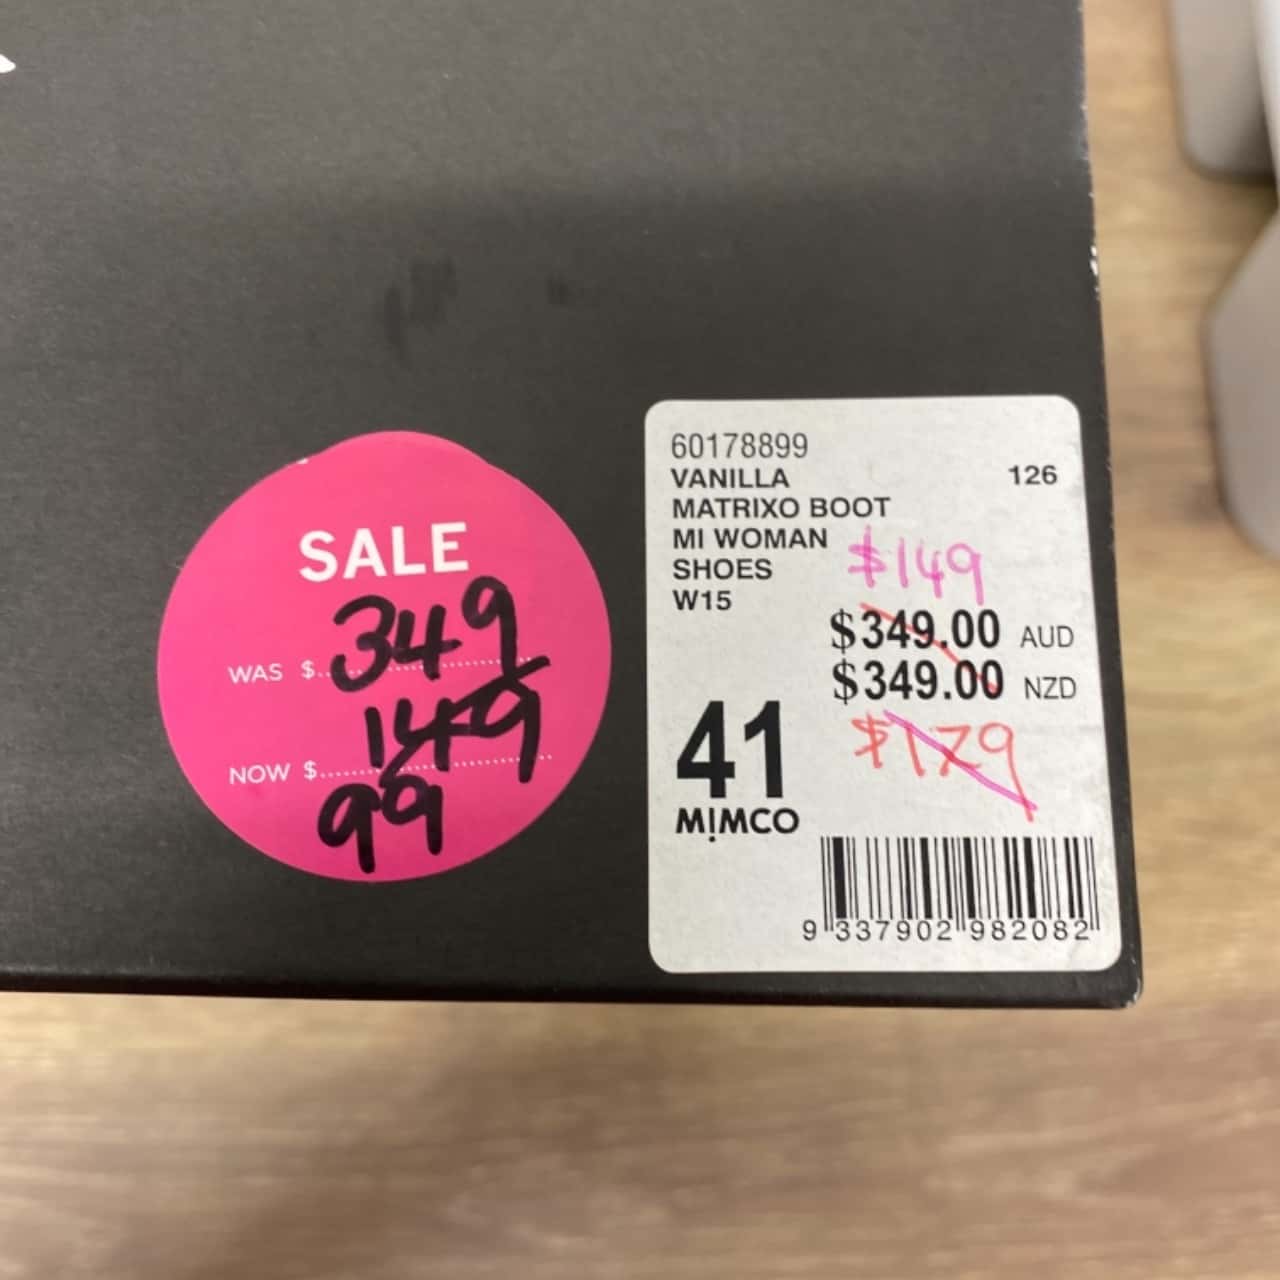 SALE
WAS $ 349
149
NOW $
99
60178899
VANILLA 126
MATRIXO BOOT
MI WOMAN
$149
SHOES
W15
$349.00 AUD
$349.00 NZD
$179
41
MIMCO
9 337902 982082